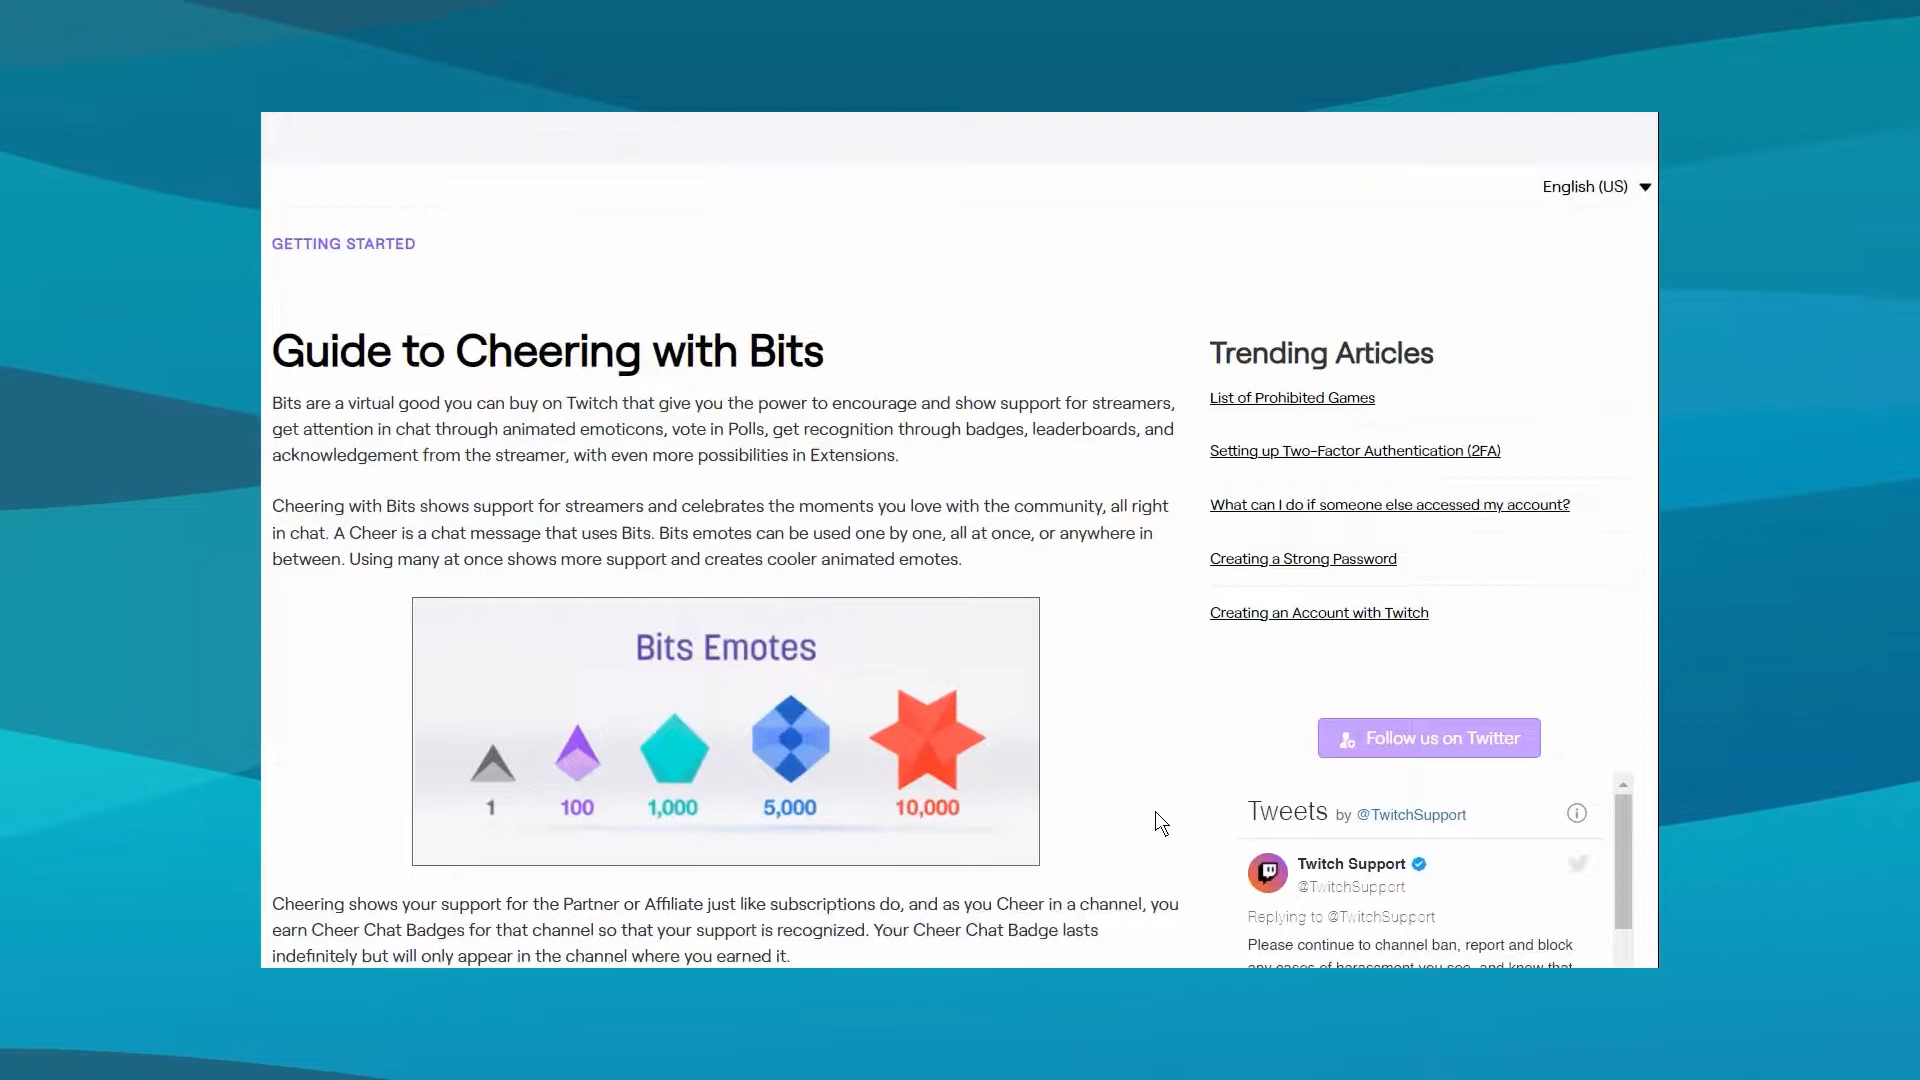 English (US)
GETTING STARTED
Guide to Cheering with Bits
Bits are a virtual good you can buy on Twitch that give you the power to encourage and show support for streamers,
get attention in chat through animated emoticons, vote in Polls, get recognition through badges, leaderboards, and
acknowledgement from the streamer, with even more possibilities in Extensions.
Cheering with Bits shows support for streamers and celebrates the moments you love with the community, all right
in chat. A Cheer is a chat message that uses Bits. Bits emotes can be used one by one, all at once, or anywhere in
between. Using many at once shows more support and creates cooler animated emotes.
Bits Emotes
1 100 1,000 5,000 10,000
Cheering shows your support for the Partner or Affiliate just like subscriptions do, and as you Cheer in a channel, you
earn Cheer Chat Badges for that channel so that your support is recognized. Your Cheer Chat Badge lasts
indefinitely but will only appear in the channel where you earned it.
Trending Articles
List of Prohibited Games
Setting up Two-Factor Authentication (2FA)
What can I do if someone else accessed my account?
Creating a Strong Password
Creating an Account with Twitch
Follow us on Twitter
Tweets by @TwitchSupport
Twitch Support
@TwitchSupport
Replying to @TwitchSupport
Please continue to channel ban, report and block
any cases of harassment you see, and know that